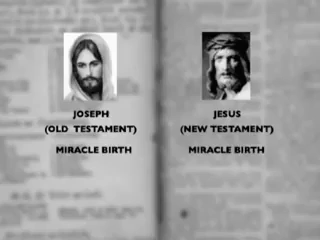 JOSEPH
(OLD TESTAMENT)
MIRACLE BIRTH
JESUS
(NEW TESTAMENT)
MIRACLE BIRTH